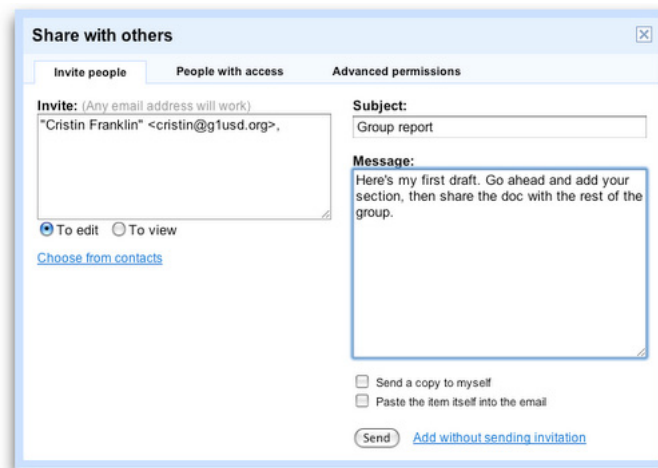 Share with others
Invite people
People with access
Advanced permissions
Invite: (Any email address will work)
"Cristin Franklin" <cristin@g1usd.org>,
To edit
To view
Choose from contacts
Subject:
Group report
Message:
Here's my first draft. Go ahead and add your
section, then share the doc with the rest of the
group.
Send a copy to myself
Paste the item itself into the email
Send
Add without sending invitation